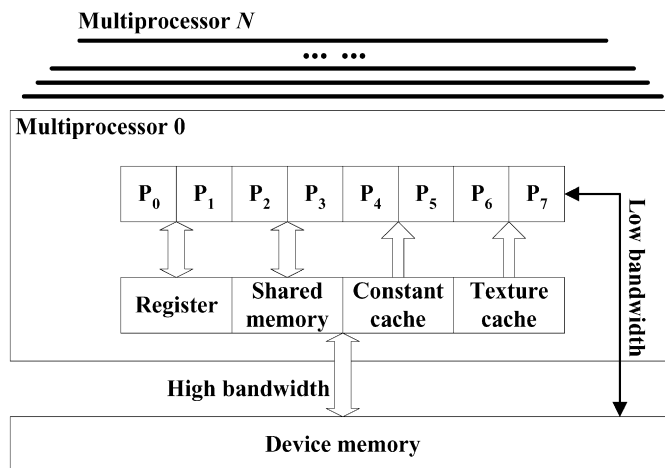 Multiprocessor N
... ...
Multiprocessor 0
P0 P1 P2 P3 P4 P5 P6 P7
Register
Shared
memory
Constant
cache
Texture
cache
Low bandwidth
High bandwidth
Device memory